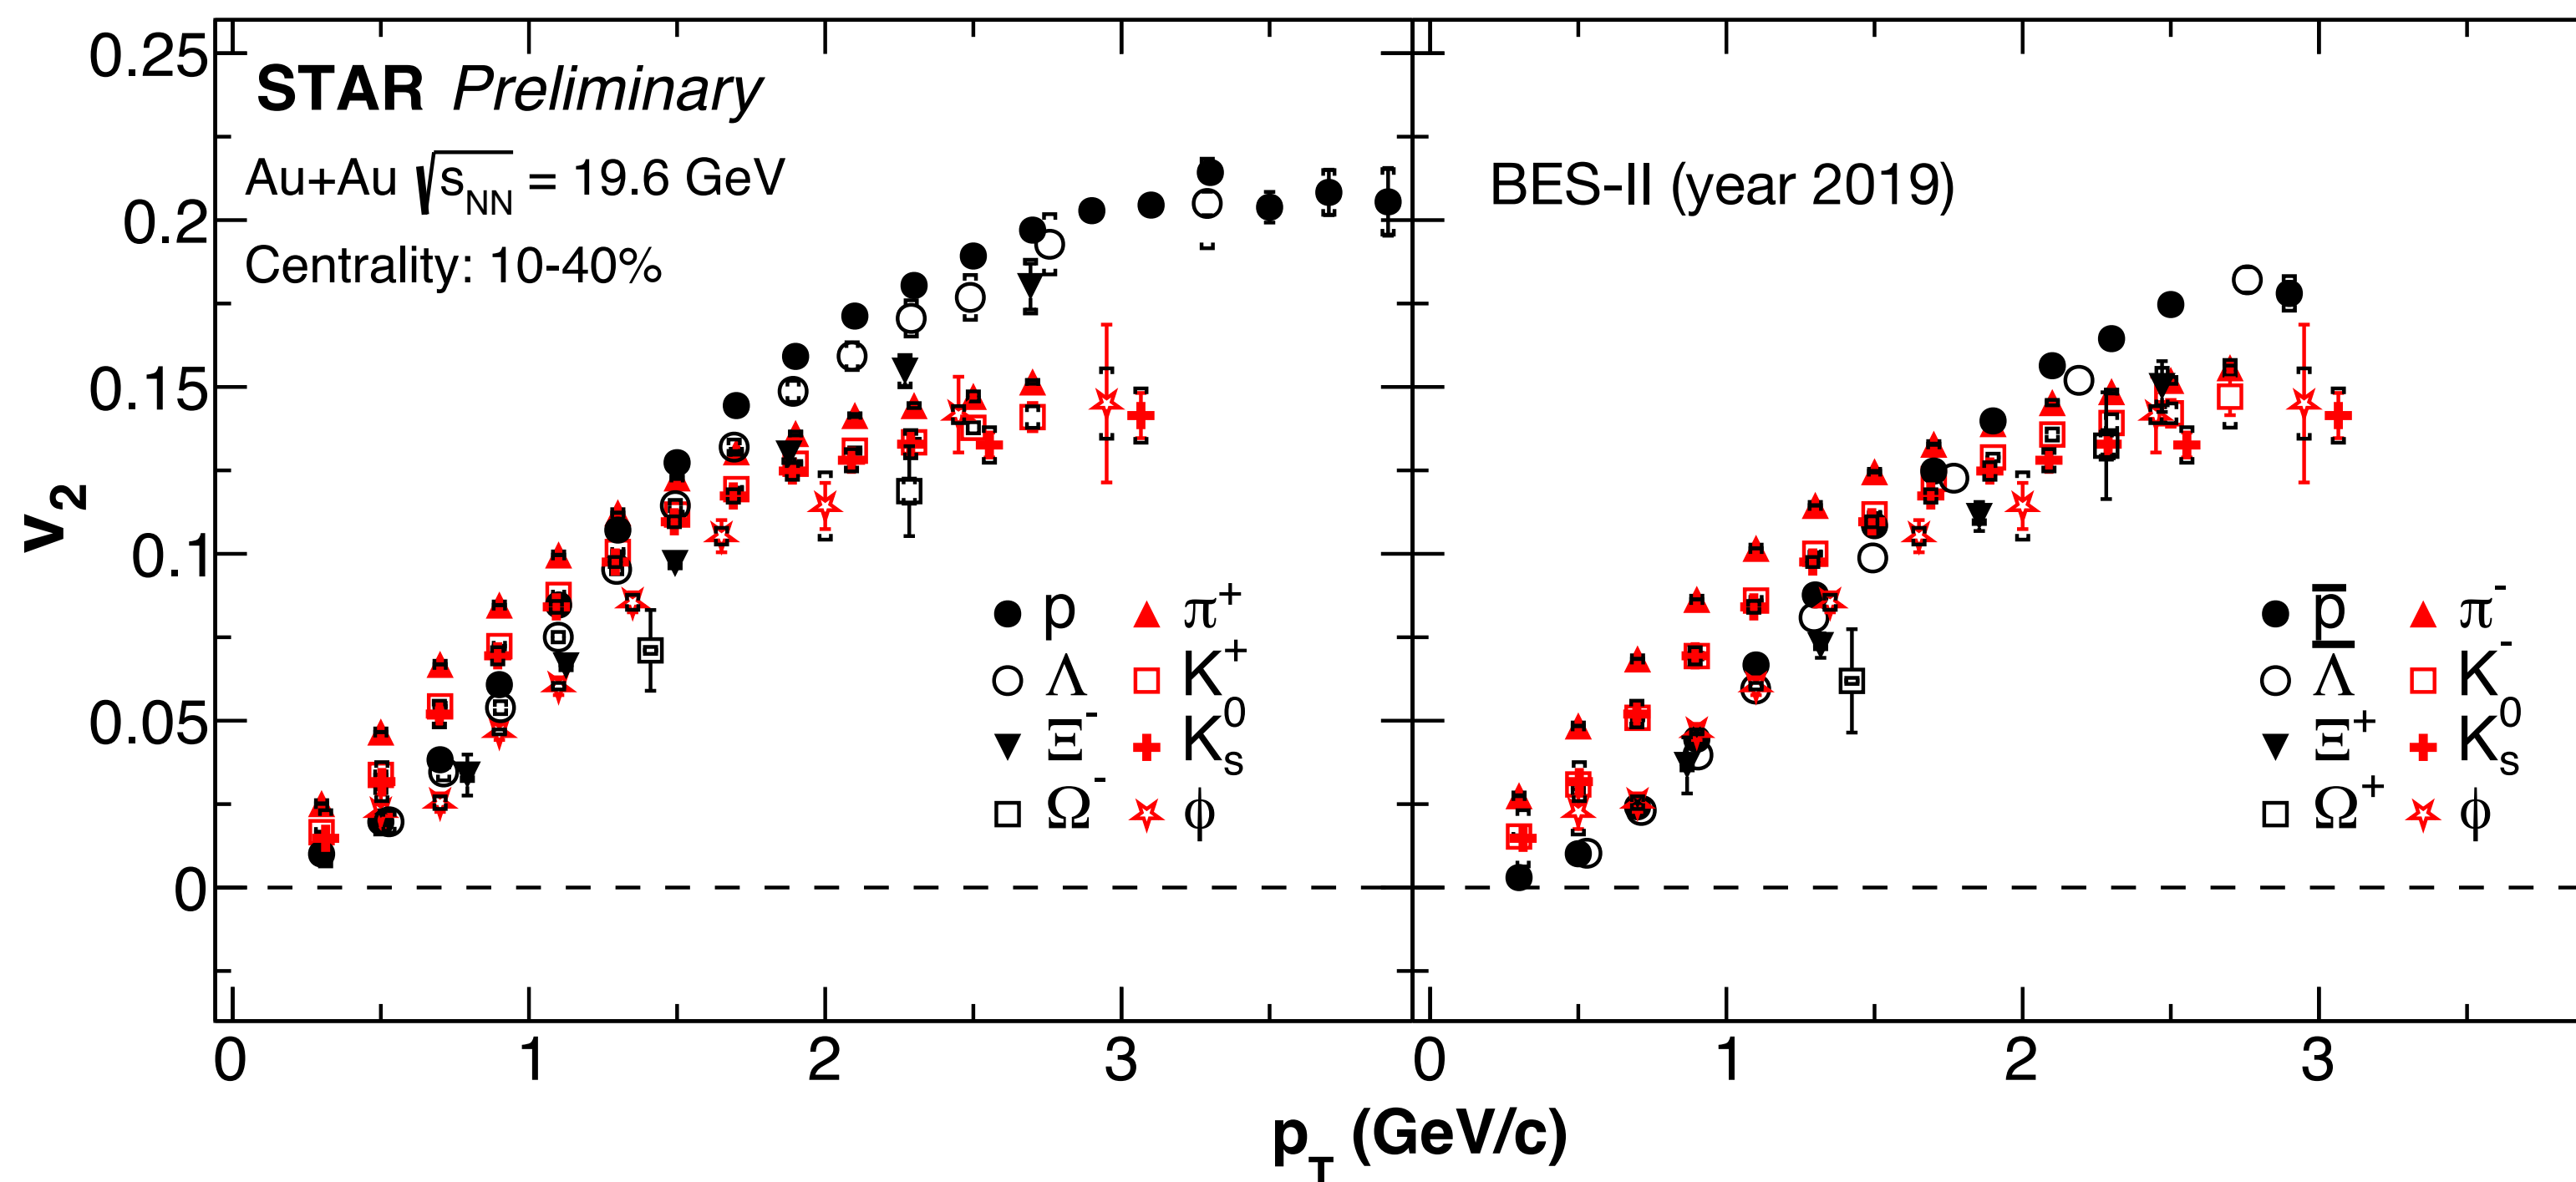 0.25
0.2
0.15
0.1
0.05
0
v₂
STAR Preliminary
Au+Au √sNN = 19.6 GeV
Centrality: 10-40%
p π⁺
Λ K⁺
Ξ⁻ K⁰s
Ω⁻ ϕ
BES-II (year 2019)
p̅ π⁻
Λ̅ K⁻
Ξ⁺ K⁰s
Ω⁺ ϕ
0 1 2 3 0 1 2 3
pT (GeV/c)